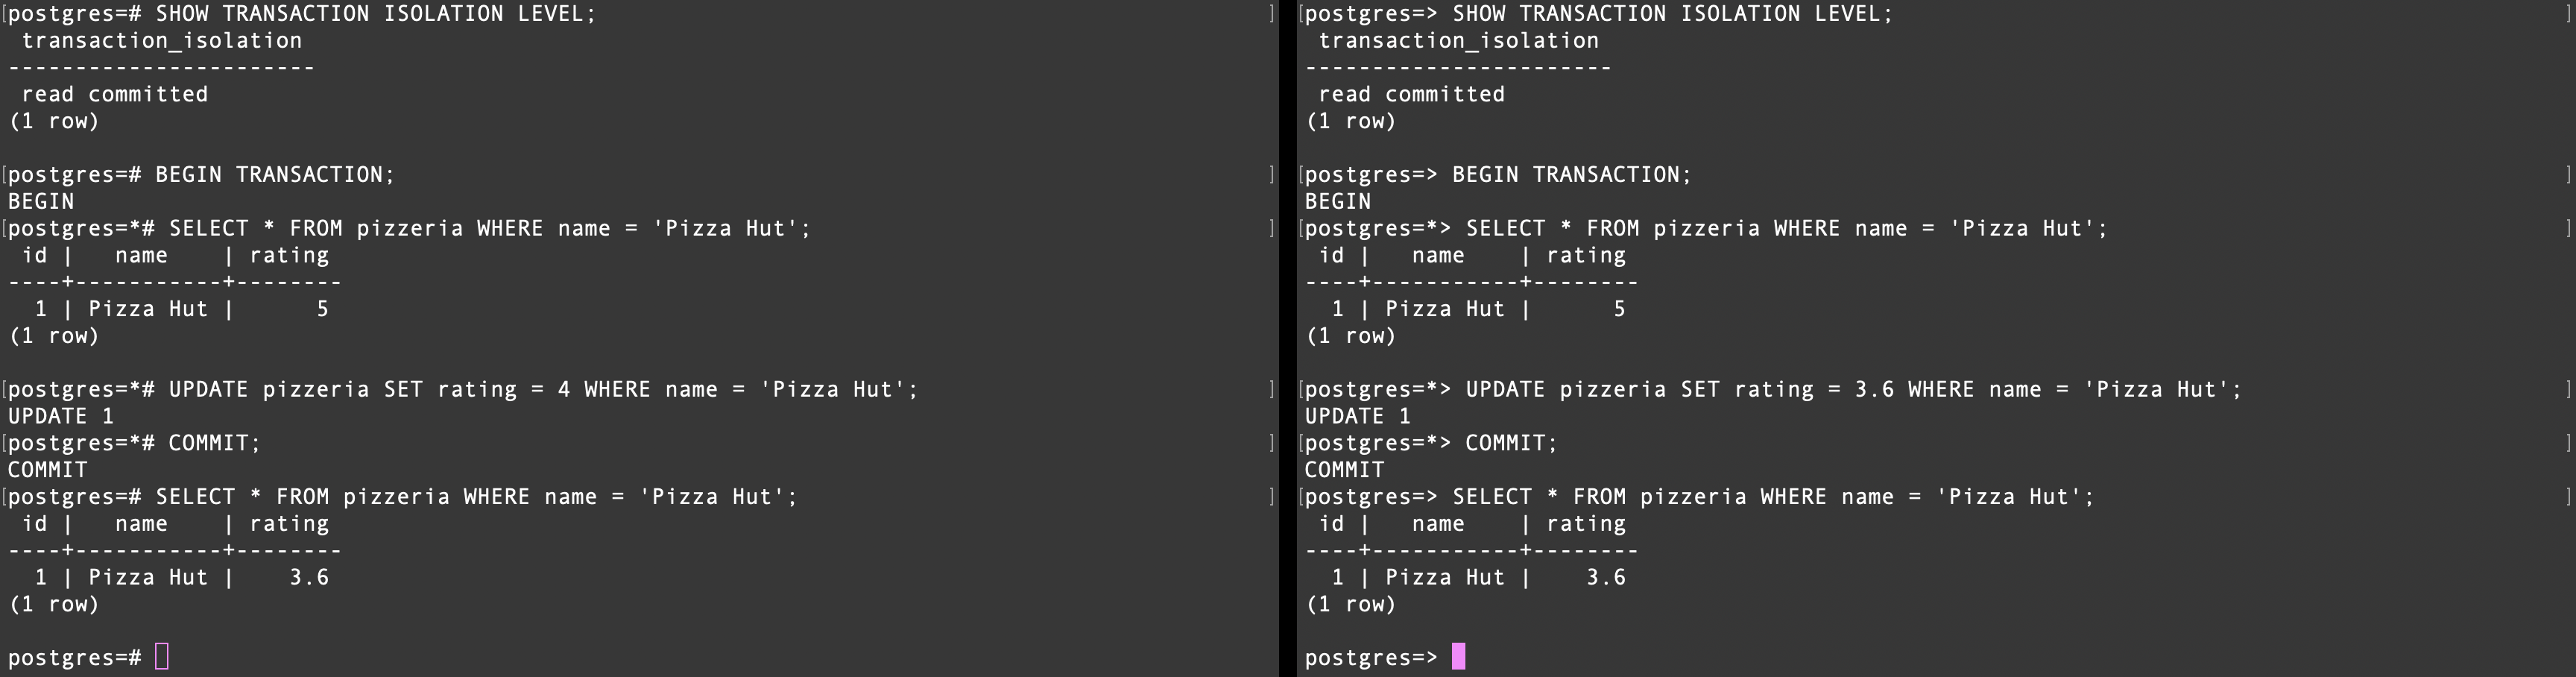 [postgres=# SHOW TRANSACTION ISOLATION LEVEL; ]
 transaction_isolation
-----------------------
 read committed
(1 row)
[postgres=# BEGIN TRANSACTION; ]
BEGIN
[postgres=*# SELECT * FROM pizzeria WHERE name = 'Pizza Hut'; ]
 id |   name    | rating
----+-----------+--------
  1 | Pizza Hut |      5
(1 row)
[postgres=*# UPDATE pizzeria SET rating = 4 WHERE name = 'Pizza Hut'; ]
UPDATE 1
[postgres=*# COMMIT; ]
COMMIT
[postgres=# SELECT * FROM pizzeria WHERE name = 'Pizza Hut'; ]
 id |   name    | rating
----+-----------+--------
  1 | Pizza Hut |    3.6
(1 row)
postgres=#
[postgres=> SHOW TRANSACTION ISOLATION LEVEL; ]
 transaction_isolation
-----------------------
 read committed
(1 row)
[postgres=> BEGIN TRANSACTION; ]
BEGIN
[postgres=*> SELECT * FROM pizzeria WHERE name = 'Pizza Hut'; ]
 id |   name    | rating
----+-----------+--------
  1 | Pizza Hut |      5
(1 row)
[postgres=*> UPDATE pizzeria SET rating = 3.6 WHERE name = 'Pizza Hut'; ]
UPDATE 1
[postgres=*> COMMIT; ]
COMMIT
[postgres=> SELECT * FROM pizzeria WHERE name = 'Pizza Hut'; ]
 id |   name    | rating
----+-----------+--------
  1 | Pizza Hut |    3.6
(1 row)
postgres=>